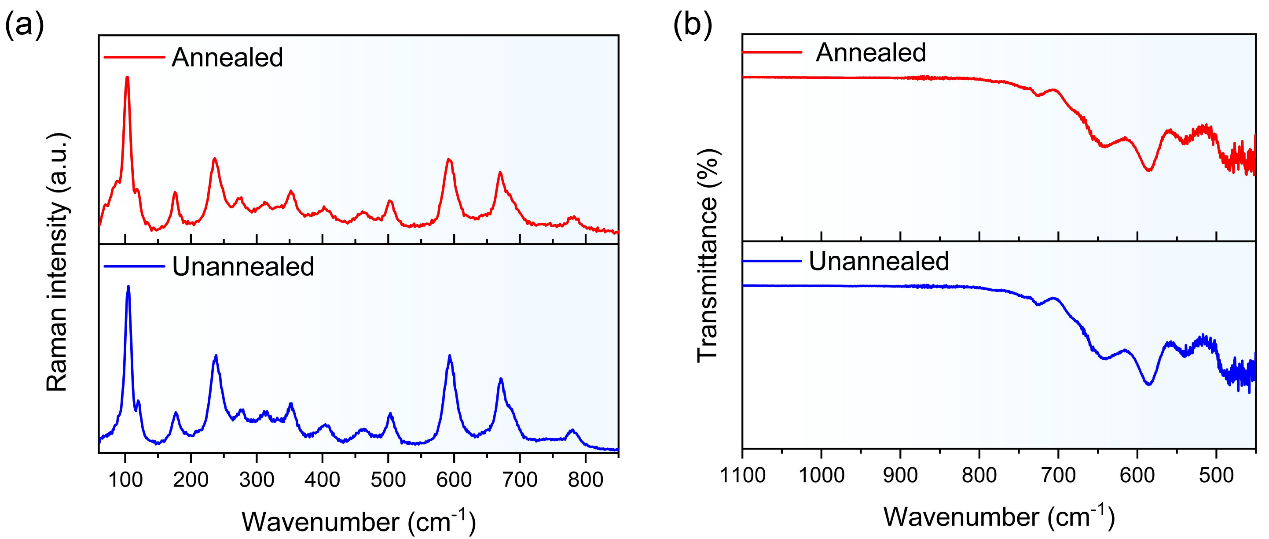 (a)
Annealed
Unannealed
Raman intensity (a.u.)
100 200 300 400 500 600 700 800
Wavenumber (cm⁻¹)
(b)
Annealed
Unannealed
Transmittance (%)
1100 1000 900 800 700 600 500
Wavenumber (cm⁻¹)